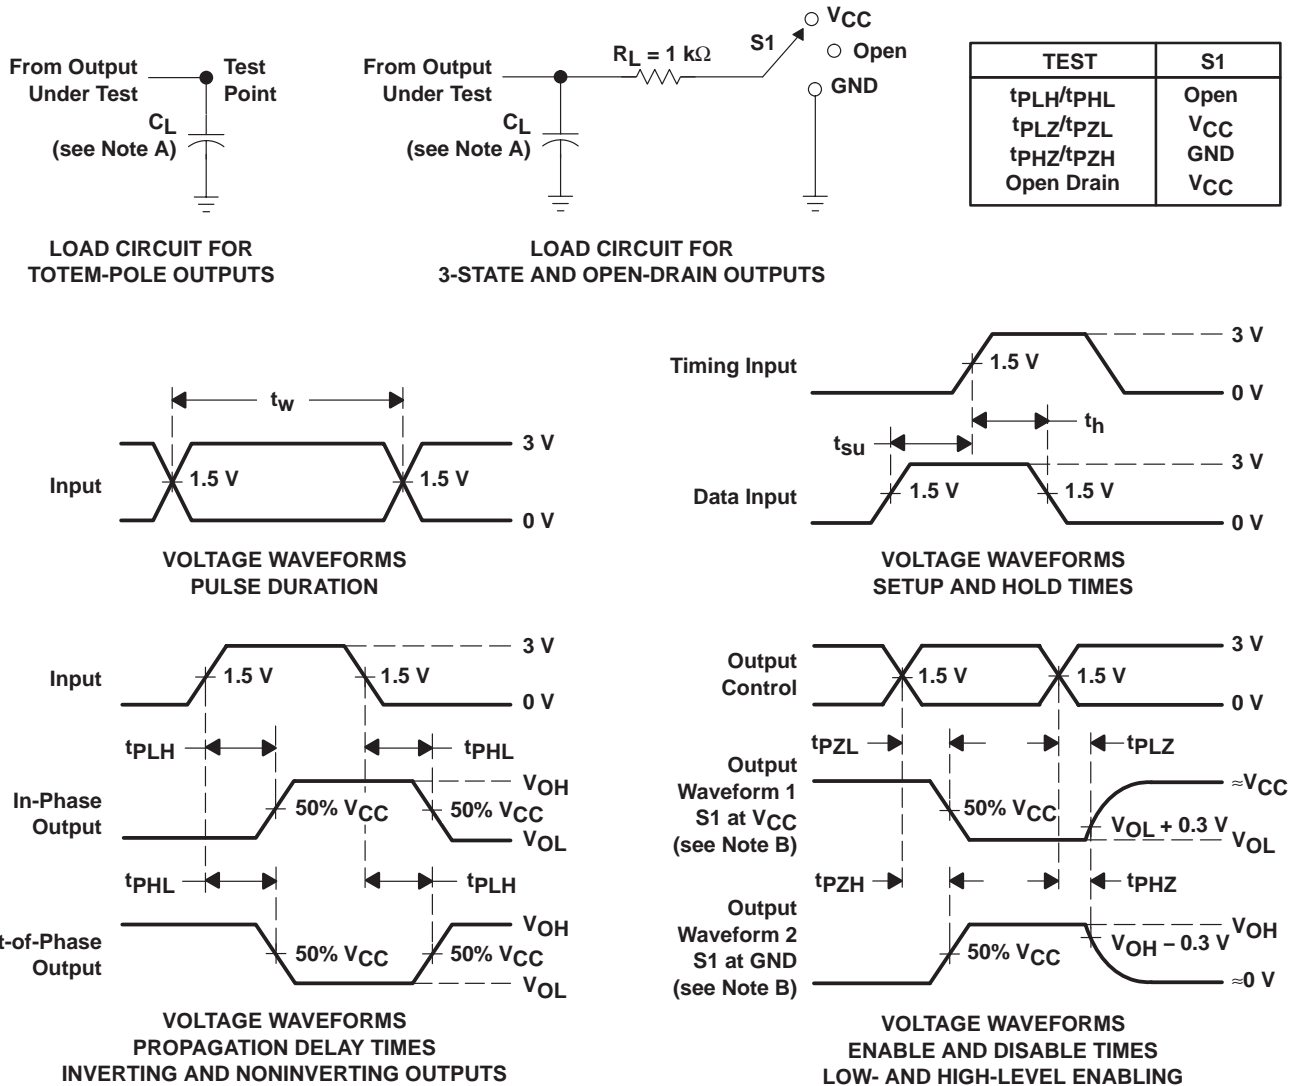 From Output
Under Test
Test
Point
CL
(see Note A)
LOAD CIRCUIT FOR
TOTEM-POLE OUTPUTS
From Output
Under Test
RL = 1 kΩ
S1
VCC
Open
GND
CL
(see Note A)
LOAD CIRCUIT FOR
3-STATE AND OPEN-DRAIN OUTPUTS
TEST S1
tPLH/tPHL Open
tPLZ/tPZL VCC
tPHZ/tPZH GND
Open Drain VCC
tw
Input
1.5 V
1.5 V
3 V
0 V
VOLTAGE WAVEFORMS
PULSE DURATION
Timing Input
1.5 V
3 V
0 V
tsu
th
Data Input
1.5 V
1.5 V
3 V
0 V
VOLTAGE WAVEFORMS
SETUP AND HOLD TIMES
Input
1.5 V
1.5 V
3 V
0 V
tPLH
tPHL
In-Phase
Output
50% VCC
50% VCC
VOH
VOL
tPHL
tPLH
t-of-Phase
Output
50% VCC
50% VCC
VOH
VOL
VOLTAGE WAVEFORMS
PROPAGATION DELAY TIMES
INVERTING AND NONINVERTING OUTPUTS
Output
Control
1.5 V
1.5 V
3 V
0 V
tPZL
tPLZ
Output
Waveform 1
S1 at VCC
(see Note B)
50% VCC
VOL + 0.3 V
≈VCC
VOL
tPZH
tPHZ
Output
Waveform 2
S1 at GND
(see Note B)
50% VCC
VOH − 0.3 V
VOH
≈0 V
VOLTAGE WAVEFORMS
ENABLE AND DISABLE TIMES
LOW- AND HIGH-LEVEL ENABLING